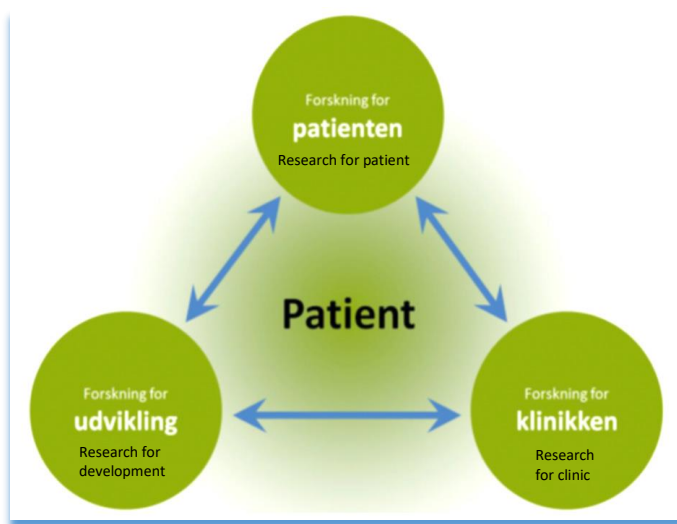 Forskning for
patienten
Research for patient
Patient
Forskning for
udvikling
Research for
development
Forskning for
klinikken
Research
for clinic